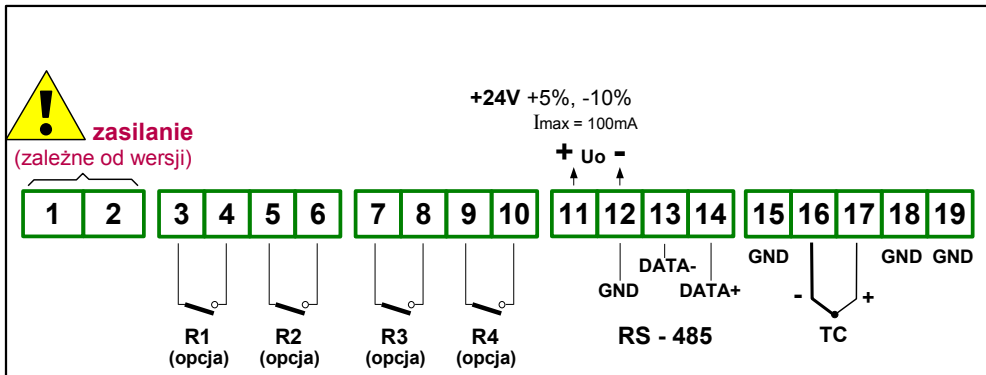 +24V +5%, -10%
Imax = 100mA
+ Uo -
!
zasilanie
(zależne od wersji)
1 2 3 4 5 6 7 8 9 10 11 12 13 14 15 16 17 18 19
GND GND GND
DATA-
GND DATA+
- +
R1 R2 R3 R4 RS - 485 TC
(opcja) (opcja) (opcja) (opcja)